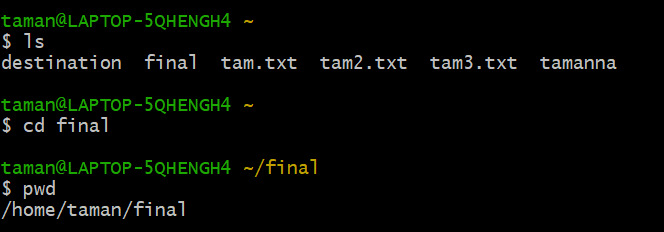 taman@LAPTOP-5QHENGH4 ~
$ ls
destination  final  tam.txt  tam2.txt  tam3.txt  tamanna
taman@LAPTOP-5QHENGH4 ~
$ cd final
taman@LAPTOP-5QHENGH4 ~/final
$ pwd
/home/taman/final